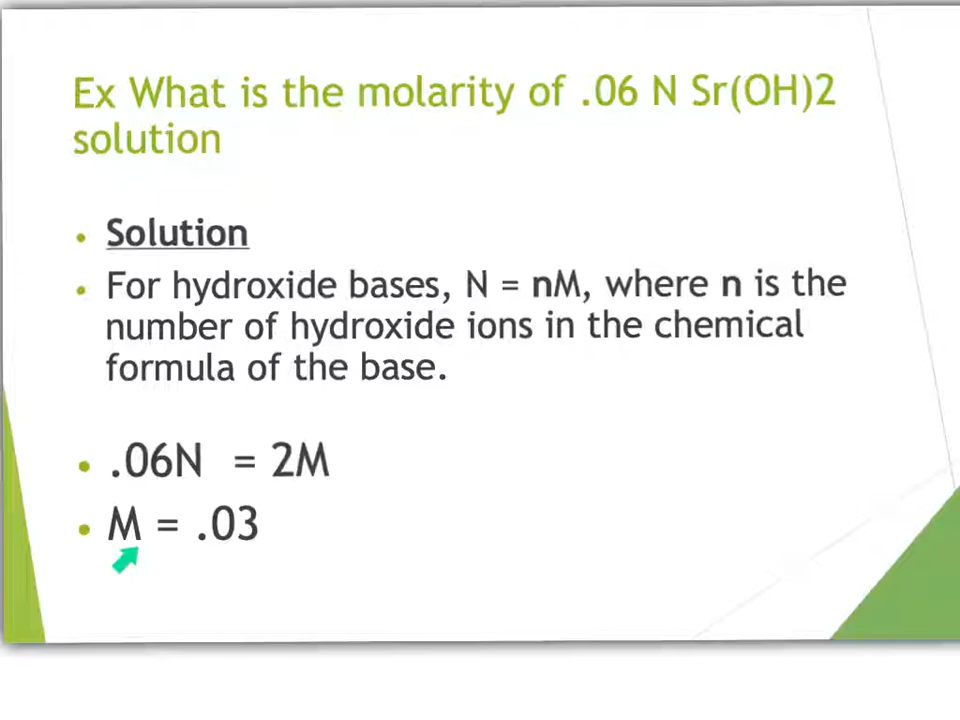 Ex What is the molarity of .06 N Sr(OH)2
solution
• Solution
• For hydroxide bases, N = nM, where n is the
number of hydroxide ions in the chemical
formula of the base.
• .06N = 2M
• M = .03